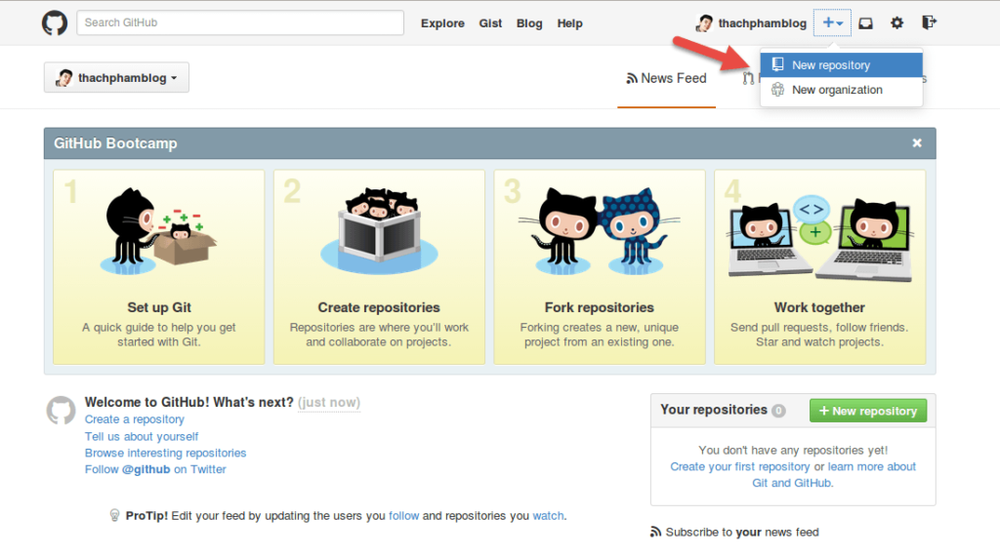 Search GitHub
Explore Gist Blog Help
thachphamblog
New repository
New organization
thachphamblog
News Feed
GitHub Bootcamp
1
Set up Git
A quick guide to help you get
started with Git.
2
Create repositories
Repositories are where you'll work
and collaborate on projects.
3
Fork repositories
Forking creates a new, unique
project from an existing one.
4
Work together
Send pull requests, follow friends.
Star and watch projects.
Welcome to GitHub! What's next? (just now)
Create a repository
Tell us about yourself
Browse interesting repositories
Follow @github on Twitter
ProTip! Edit your feed by updating the users you follow and repositories you watch.
Your repositories 0
+ New repository
You don't have any repositories yet!
Create your first repository or learn more about
Git and GitHub.
Subscribe to your news feed